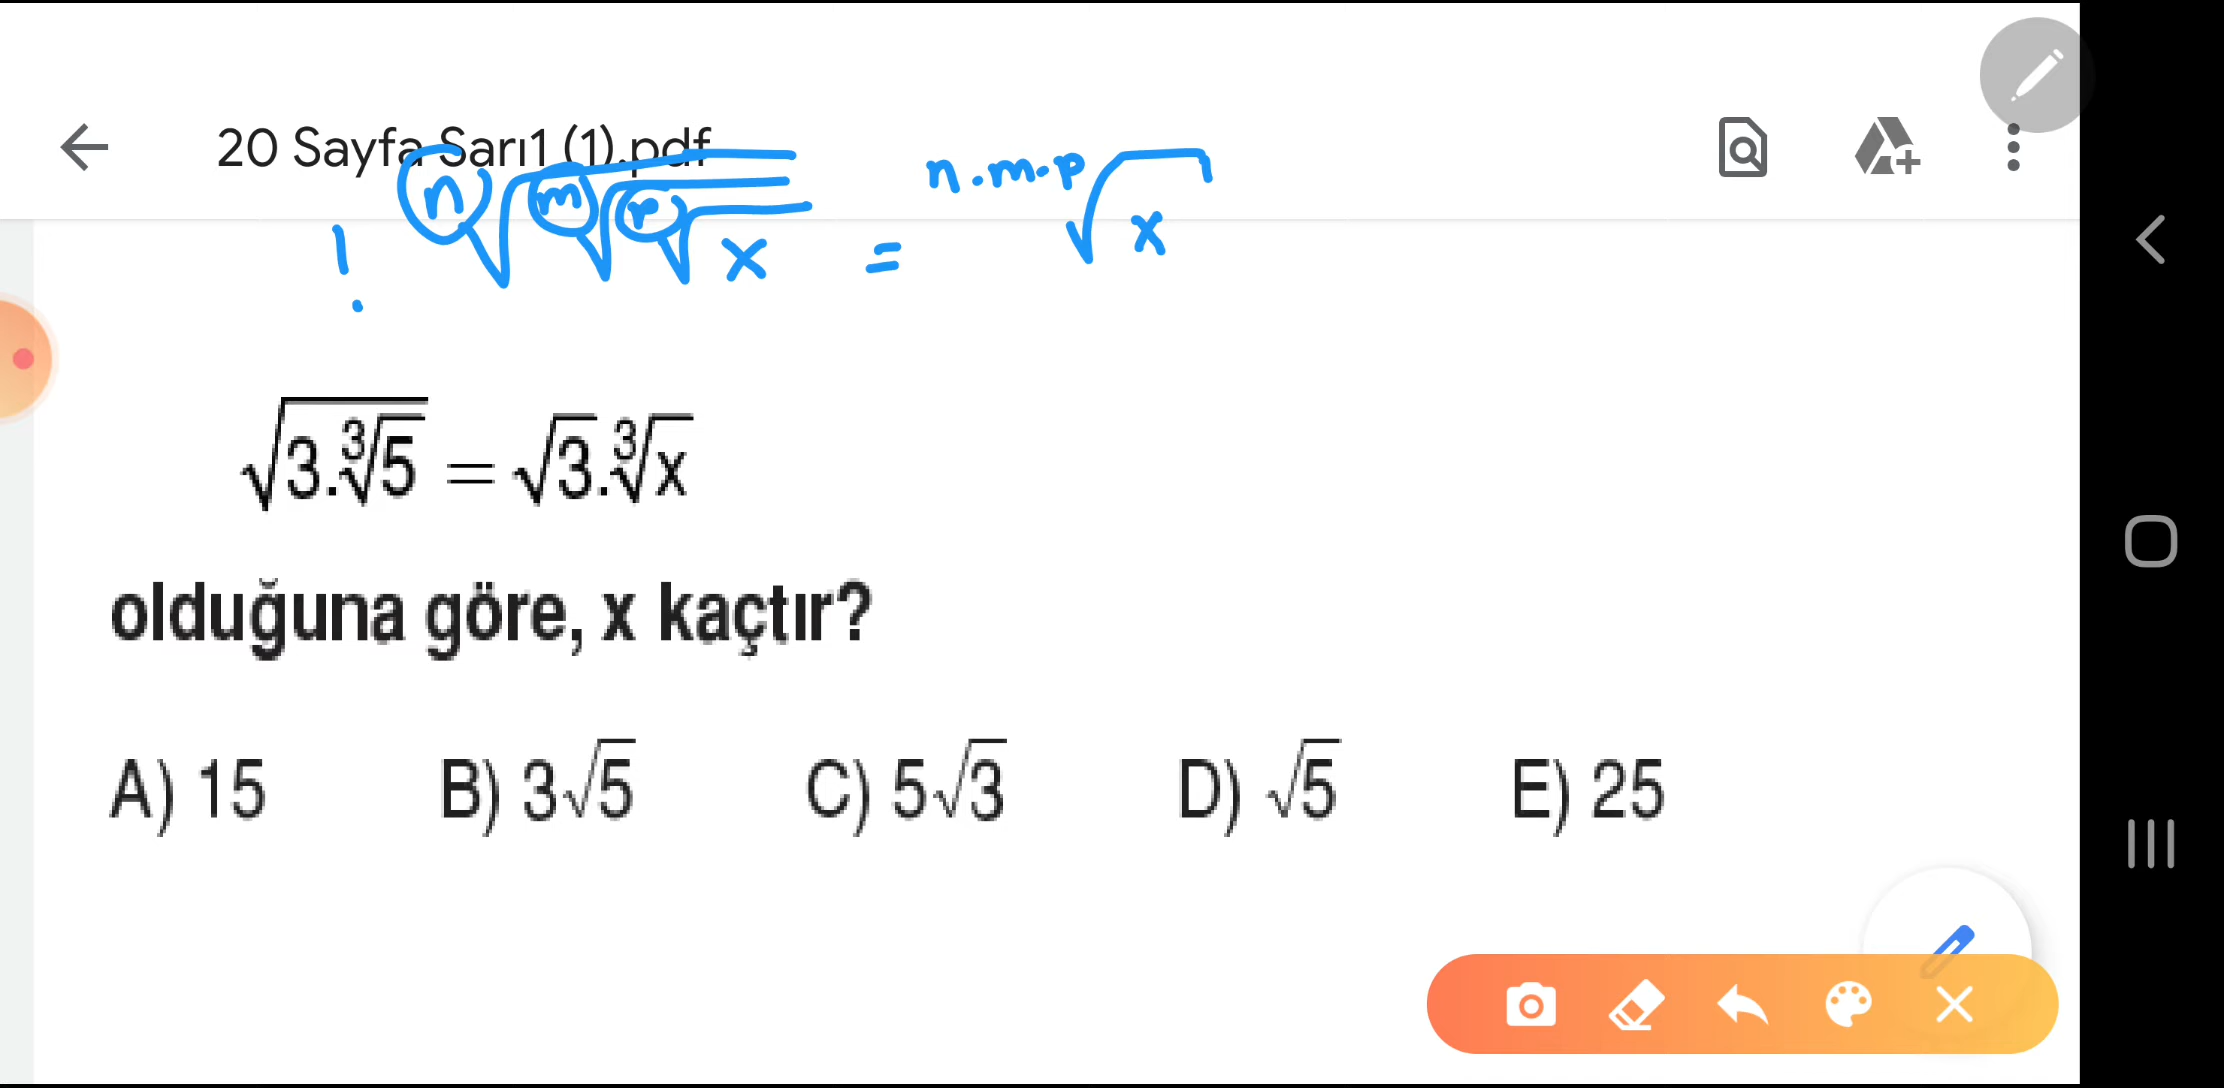 20 Sayfa Sarı1 (1).pdf
! ⁿ√ᵐ√ʳ√x = ⁿ·ᵐ·ᵖ√x
√(3.∛5) = √3.∛x
olduğuna göre, x kaçtır?
A) 15 B) 3√5 C) 5√3 D) √5 E) 25